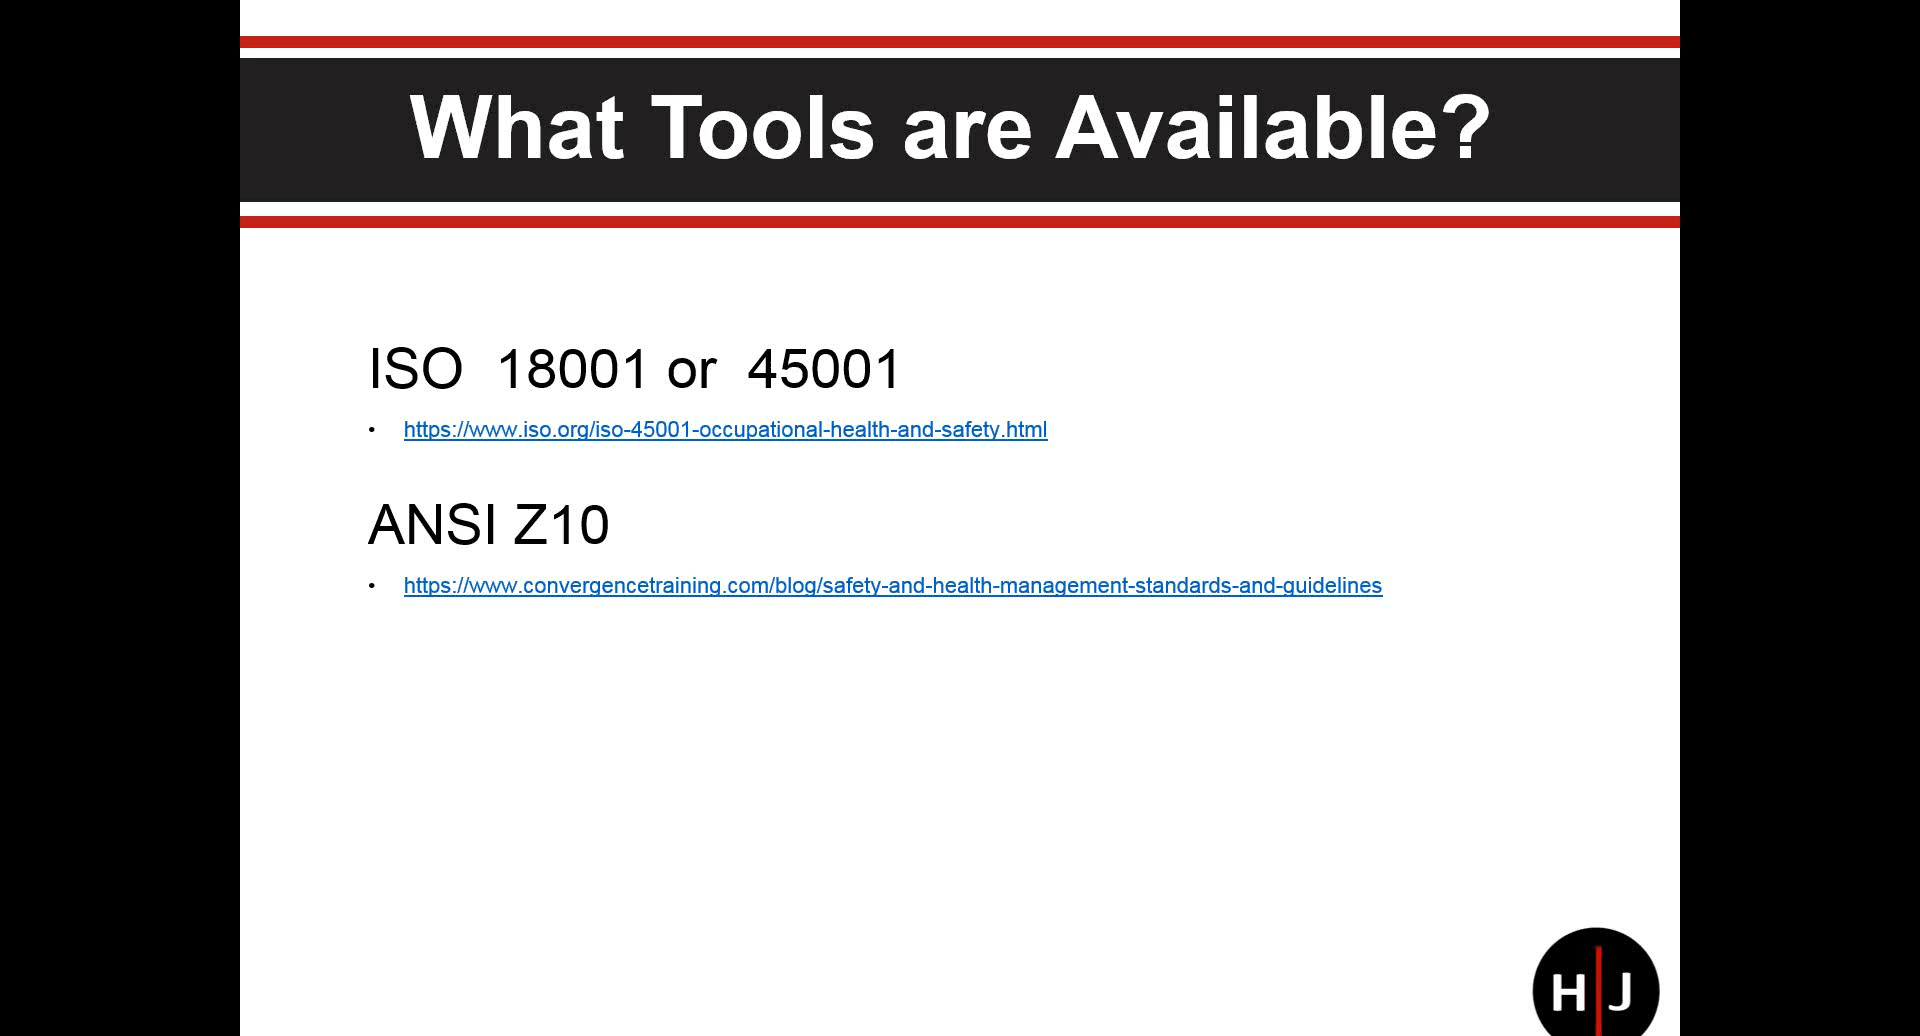 What Tools are Available?
ISO 18001 or 45001
• https://www.iso.org/iso-45001-occupational-health-and-safety.html
ANSI Z10
• https://www.convergencetraining.com/blog/safety-and-health-management-standards-and-guidelines
H J